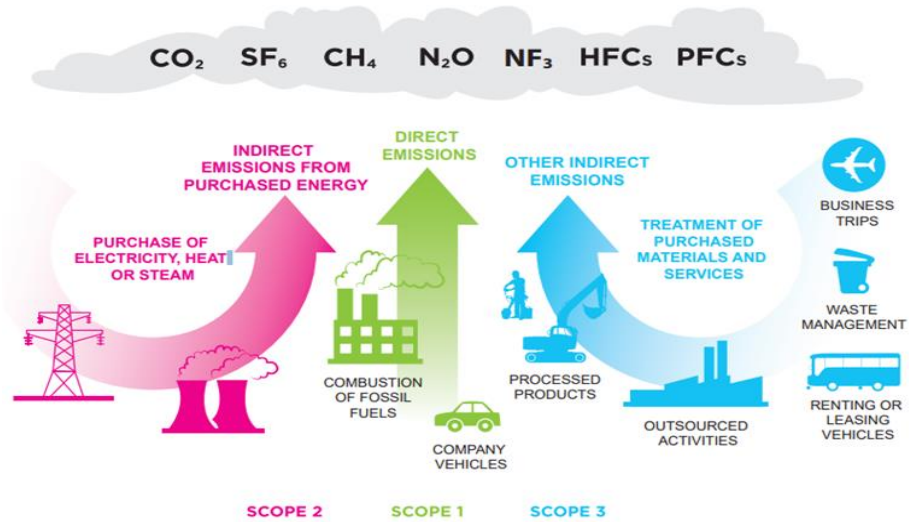 CO₂ SF₆ CH₄ N₂O NF₃ HFCs PFCs
INDIRECT
EMISSIONS FROM
PURCHASED ENERGY
DIRECT
EMISSIONS
OTHER INDIRECT
EMISSIONS
PURCHASE OF
ELECTRICITY, HEAT
OR STEAM
TREATMENT OF
PURCHASED
MATERIALS AND
SERVICES
BUSINESS
TRIPS
WASTE
MANAGEMENT
COMBUSTION
OF FOSSIL
FUELS
COMPANY
VEHICLES
PROCESSED
PRODUCTS
OUTSOURCED
ACTIVITIES
RENTING OR
LEASING
VEHICLES
SCOPE 2 SCOPE 1 SCOPE 3